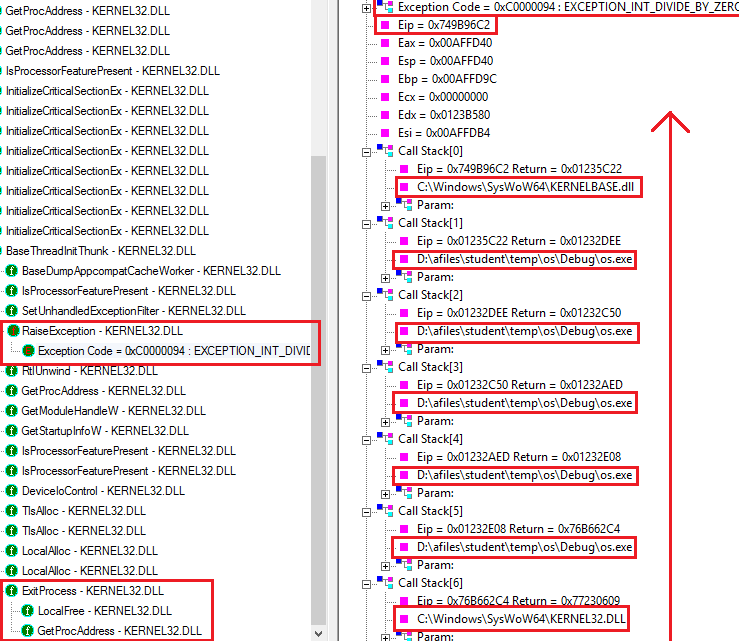 GetProcAddress - KERNEL32.DLL
GetProcAddress - KERNEL32.DLL
GetProcAddress - KERNEL32.DLL
IsProcessorFeaturePresent - KERNEL32.DLL
InitializeCriticalSectionEx - KERNEL32.DLL
InitializeCriticalSectionEx - KERNEL32.DLL
InitializeCriticalSectionEx - KERNEL32.DLL
InitializeCriticalSectionEx - KERNEL32.DLL
InitializeCriticalSectionEx - KERNEL32.DLL
InitializeCriticalSectionEx - KERNEL32.DLL
InitializeCriticalSectionEx - KERNEL32.DLL
InitializeCriticalSectionEx - KERNEL32.DLL
BaseThreadInitThunk - KERNEL32.DLL
BaseDumpAppcompatCacheWorker - KERNEL32.DLL
IsProcessorFeaturePresent - KERNEL32.DLL
SetUnhandledExceptionFilter - KERNEL32.DLL
RaiseException - KERNEL32.DLL
Exception Code = 0xC0000094 : EXCEPTION_INT_DIVI
RtlUnwind - KERNEL32.DLL
GetProcAddress - KERNEL32.DLL
GetModuleHandleW - KERNEL32.DLL
GetStartupInfoW - KERNEL32.DLL
IsProcessorFeaturePresent - KERNEL32.DLL
IsProcessorFeaturePresent - KERNEL32.DLL
DeviceIoControl - KERNEL32.DLL
TlsAlloc - KERNEL32.DLL
TlsAlloc - KERNEL32.DLL
LocalAlloc - KERNEL32.DLL
LocalAlloc - KERNEL32.DLL
ExitProcess - KERNEL32.DLL
LocalFree - KERNEL32.DLL
GetProcAddress - KERNEL32.DLL
Exception Code = 0xC0000094 : EXCEPTION_INT_DIVIDE_BY_ZERO
Eip = 0x749B96C2
Eax = 0x00AFFD40
Esp = 0x00AFFD40
Ebp = 0x00AFFD9C
Ecx = 0x00000000
Edx = 0x0123B580
Esi = 0x00AFFDB4
Call Stack[0]
Eip = 0x749B96C2 Return = 0x01235C22
C:\Windows\SysWoW64\KERNELBASE.dll
Param:
Call Stack[1]
Eip = 0x01235C22 Return = 0x01232DEE
D:\afiles\student\temp\os\Debug\os.exe
Param:
Call Stack[2]
Eip = 0x01232DEE Return = 0x01232C50
D:\afiles\student\temp\os\Debug\os.exe
Param:
Call Stack[3]
Eip = 0x01232C50 Return = 0x01232AED
D:\afiles\student\temp\os\Debug\os.exe
Param:
Call Stack[4]
Eip = 0x01232AED Return = 0x01232E08
D:\afiles\student\temp\os\Debug\os.exe
Param:
Call Stack[5]
Eip = 0x01232E08 Return = 0x76B662C4
D:\afiles\student\temp\os\Debug\os.exe
Param:
Call Stack[6]
Eip = 0x76B662C4 Return = 0x77230609
C:\Windows\SysWoW64\KERNEL32.DLL
Param: